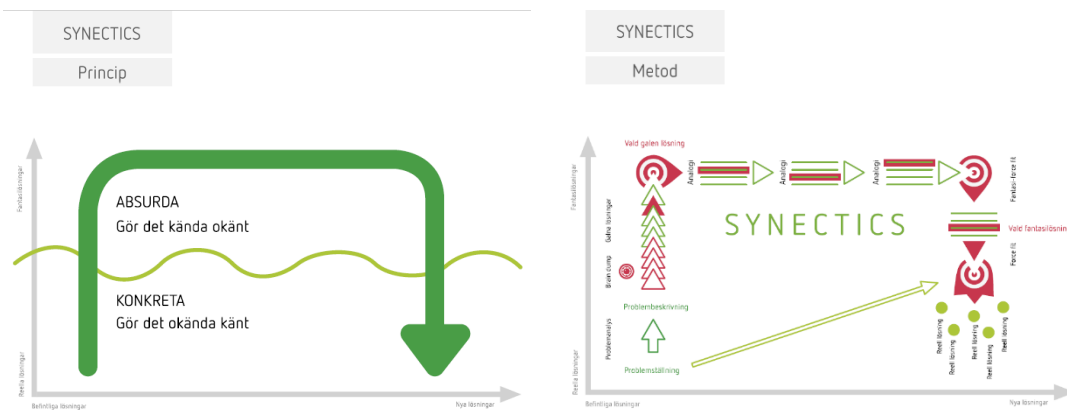 SYNECTICS
Princip
Fantasilösningar
ABSURDA
Gör det kända okänt
KONKRETA
Gör det okända känt
Reella lösningar
Befintliga lösningar
Nya lösningar
SYNECTICS
Metod
Fantasilösningar
Vald galen lösning
Analogi
Analogi
Analogi
Fantasi-force fit
Galna lösningar
SYNECTICS
Vald fantasilösnin
Force fit
Brain dump
Problembeskrivning
Problemanalys
Problemställning
Reell lösning
Reell lösning
Reell lösning
Reell lösning
Reell lösning
Reella lösningar
Befintliga lösningar
Nya lösningar